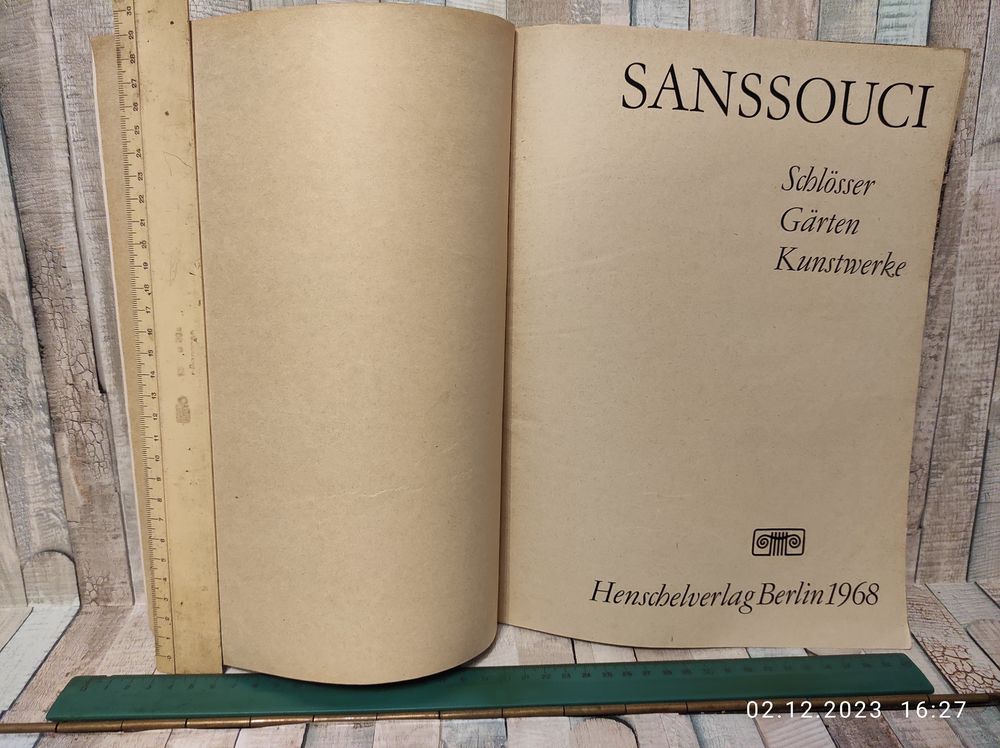 SANSSOUCI
Schlösser
Gärten
Kunstwerke
Henschelverlag Berlin 1968
02.12.2023 16:27